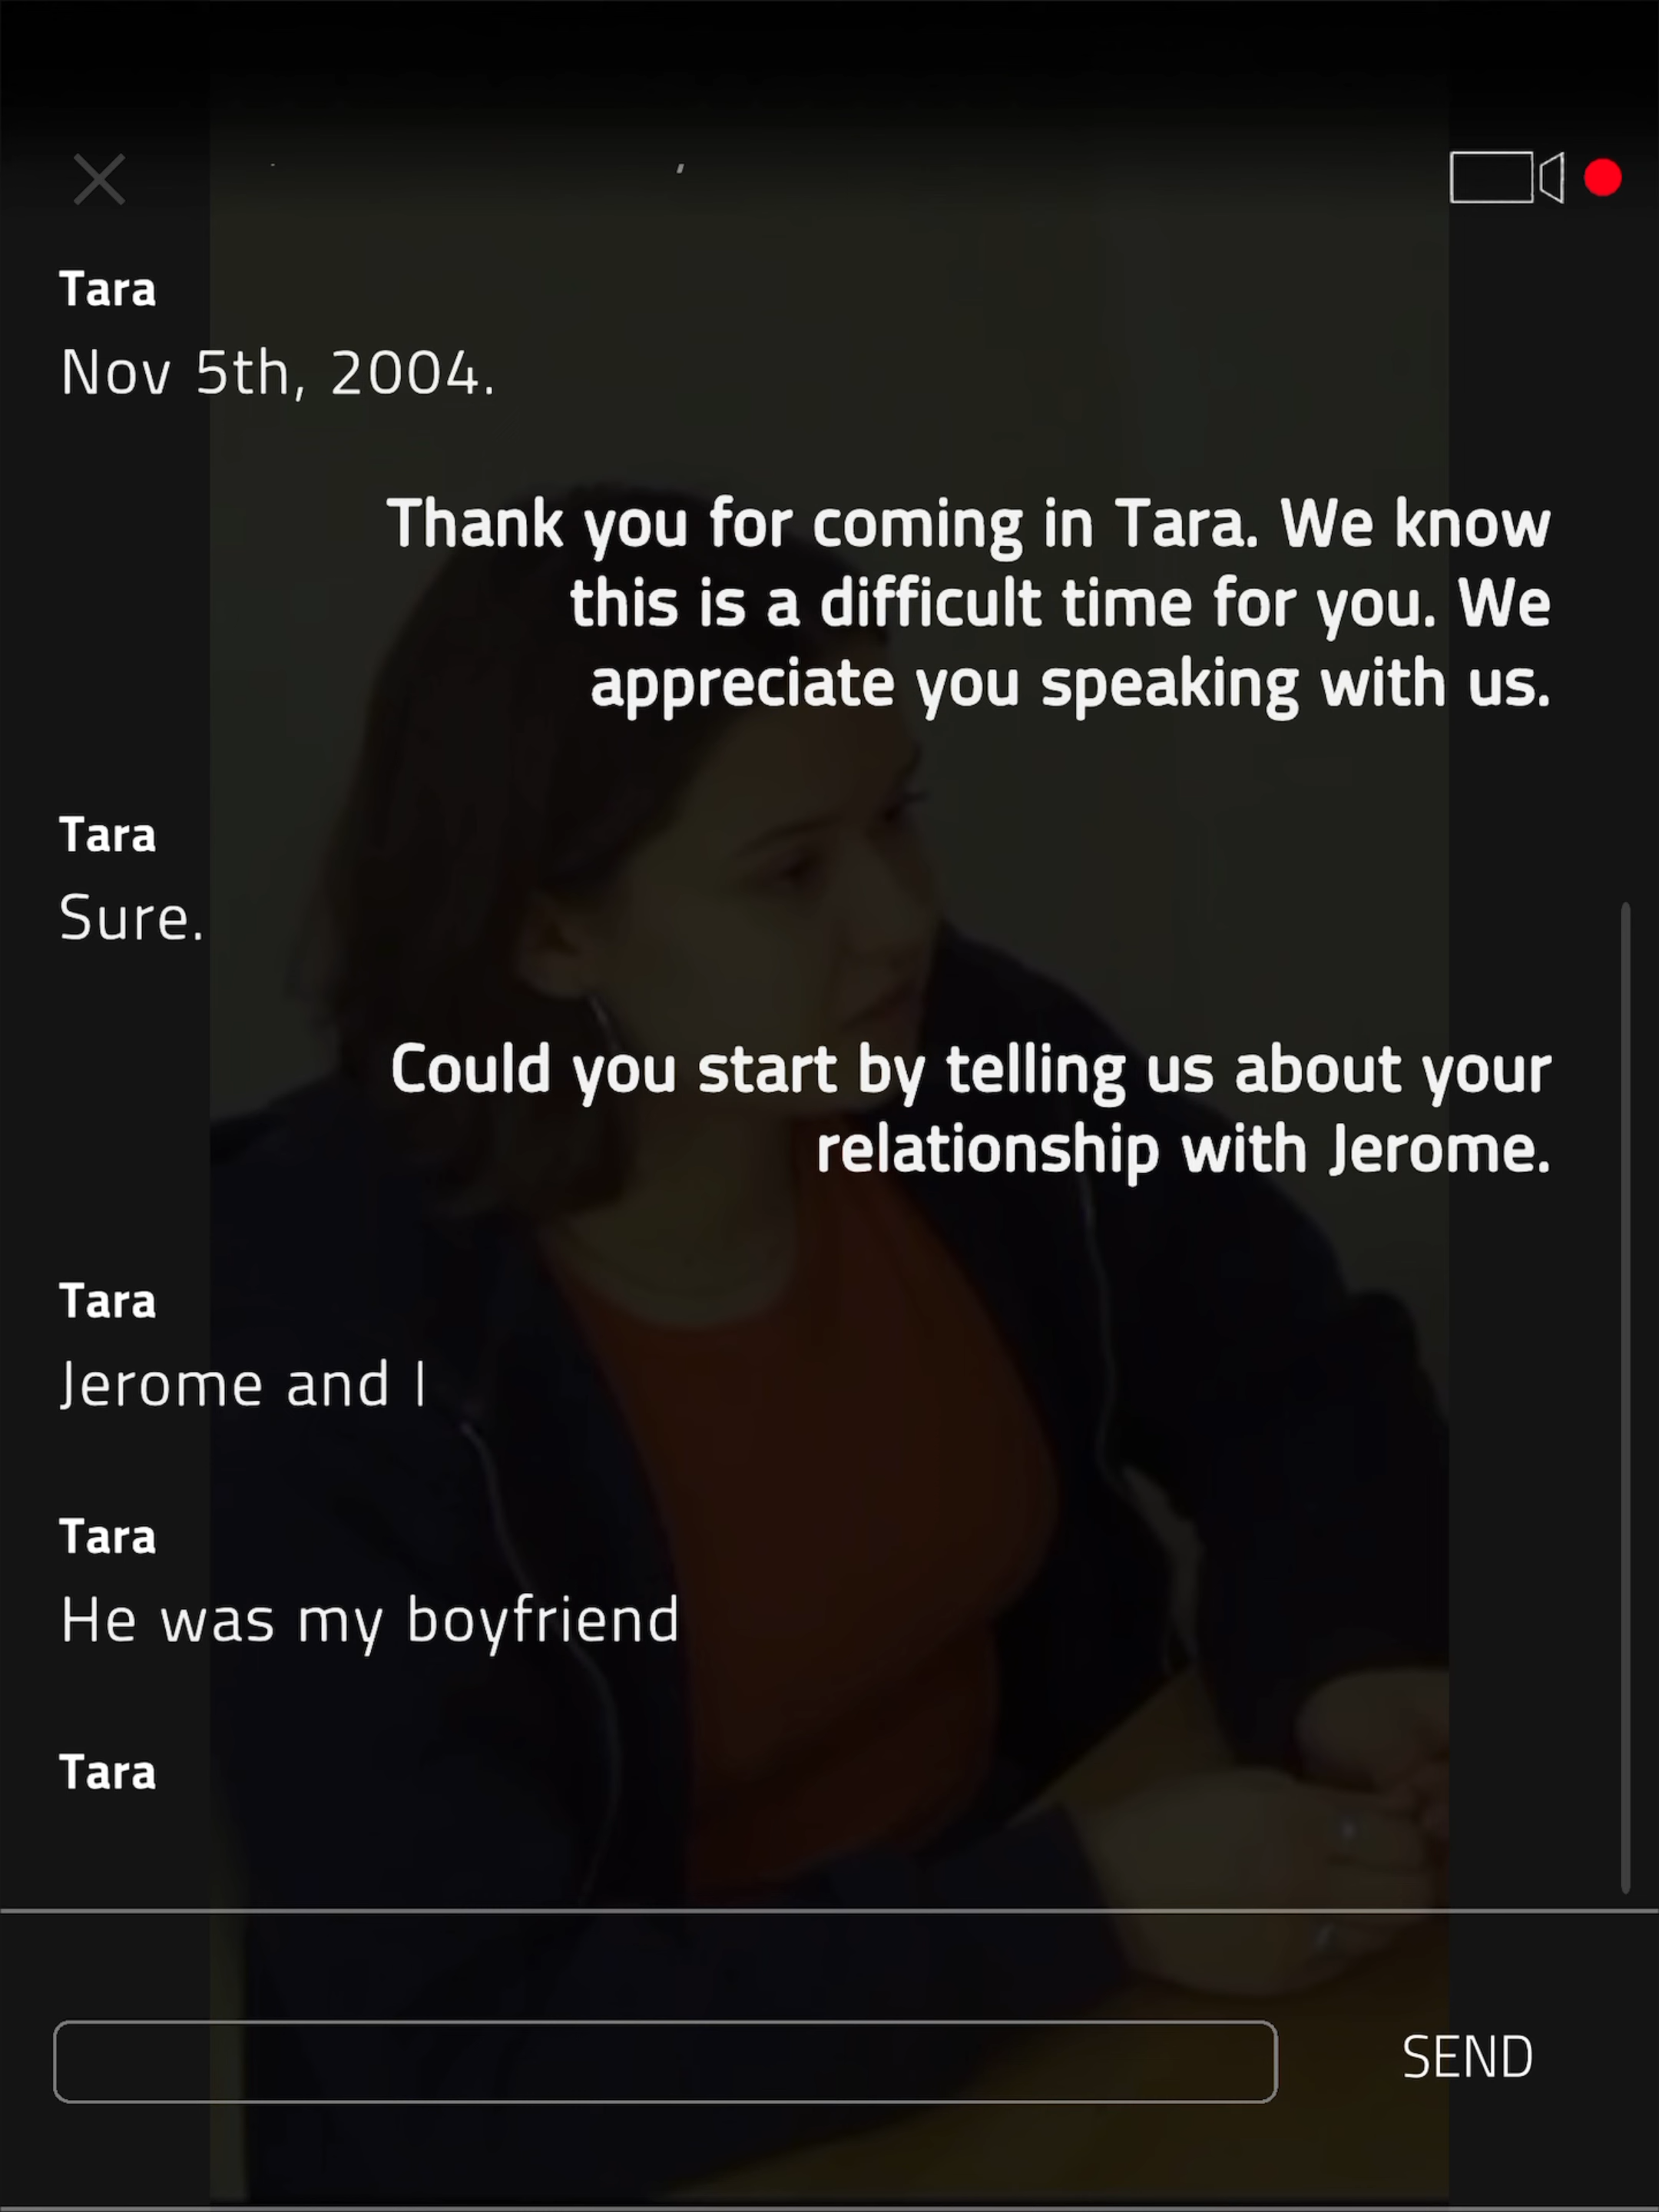 Tara
Nov 5th, 2004.
Thank you for coming in Tara. We know
this is a difficult time for you. We
appreciate you speaking with us.
Tara
Sure.
Could you start by telling us about your
relationship with Jerome.
Tara
Jerome and I
Tara
He was my boyfriend
Tara
SEND